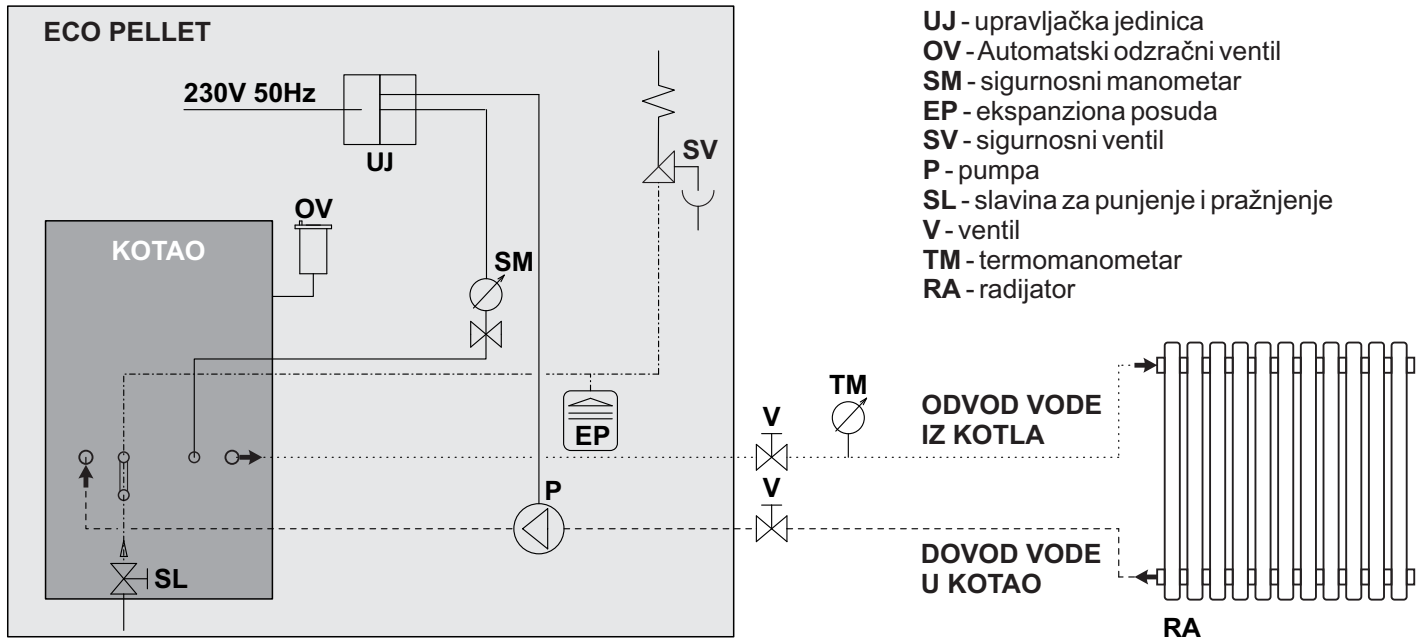 ECO PELLET
230V 50Hz
UJ
SV
OV
KOTAO
SM
EP
TM
V
ODVOD VODE
IZ KOTLA
P
V
DOVOD VODE
U KOTAO
SL
RA
UJ - upravljačka jedinica
OV - Automatski odzračni ventil
SM - sigurnosni manometar
EP - ekspanziona posuda
SV - sigurnosni ventil
P - pumpa
SL - slavina za punjenje i pražnjenje
V - ventil
TM - termomanometar
RA - radijator